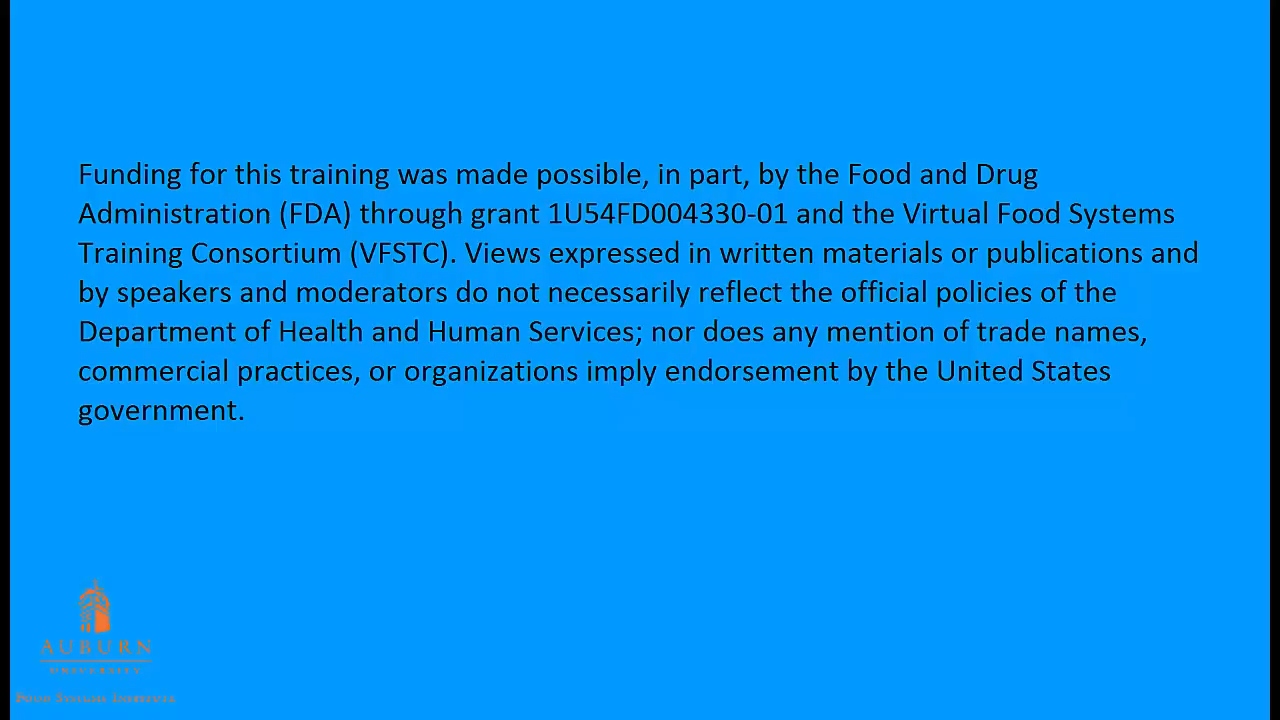 Funding for this training was made possible, in part, by the Food and Drug
Administration (FDA) through grant 1U54FD004330-01 and the Virtual Food Systems
Training Consortium (VFSTC). Views expressed in written materials or publications and
by speakers and moderators do not necessarily reflect the official policies of the
Department of Health and Human Services; nor does any mention of trade names,
commercial practices, or organizations imply endorsement by the United States
government.
AUBURN
UNIVERSITY
Food Systems Institute